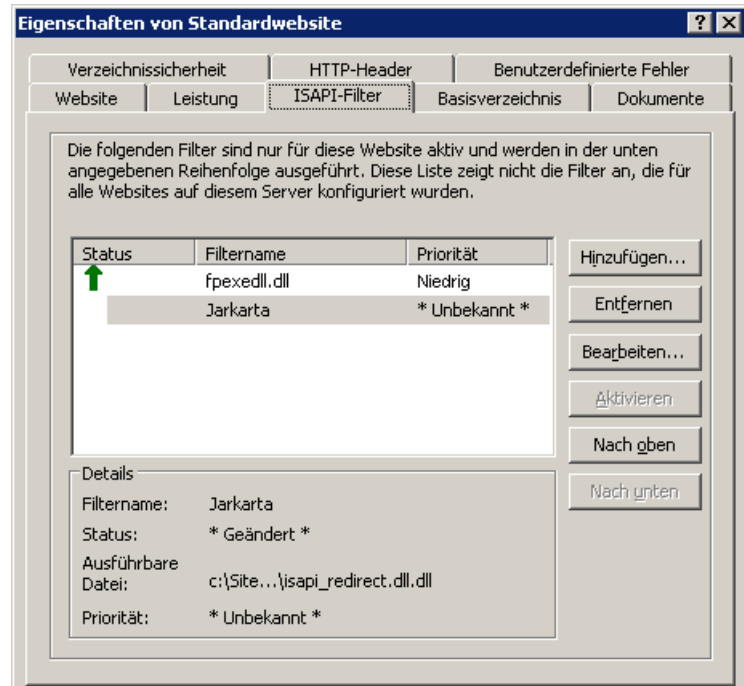 Eigenschaften von Standardwebsite
Verzeichnissicherheit HTTP-Header Benutzerdefinierte Fehler
Website Leistung ISAPI-Filter Basisverzeichnis Dokumente
Die folgenden Filter sind nur für diese Website aktiv und werden in der unten
angegebenen Reihenfolge ausgeführt. Diese Liste zeigt nicht die Filter an, die für
alle Websites auf diesem Server konfiguriert wurden.
Status Filtername Priorität
fpexedll.dll Niedrig
Jarkarta * Unbekannt *
Hinzufügen...
Entfernen
Bearbeiten...
Aktivieren
Nach oben
Nach unten
Details
Filtername: Jarkarta
Status: * Geändert *
Ausführbare
Datei: c:\Site...\isapi_redirect.dll.dll
Priorität: * Unbekannt *